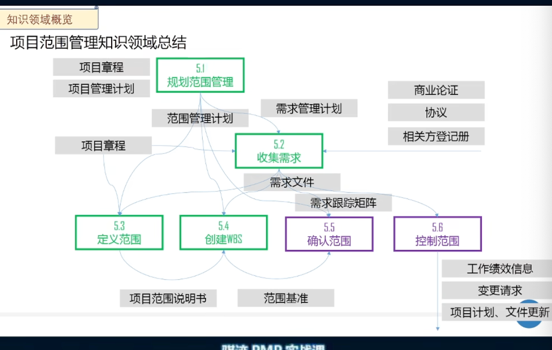 知识领域概览
项目范围管理知识领域总结
项目章程
项目管理计划
5.1
规划范围管理
范围管理计划
需求管理计划
商业论证
协议
相关方登记册
项目章程
5.2
收集需求
需求文件
需求跟踪矩阵
5.3
定义范围
5.4
创建WBS
5.5
确认范围
5.6
控制范围
项目范围说明书
范围基准
工作绩效信息
变更请求
项目计划、文件更新